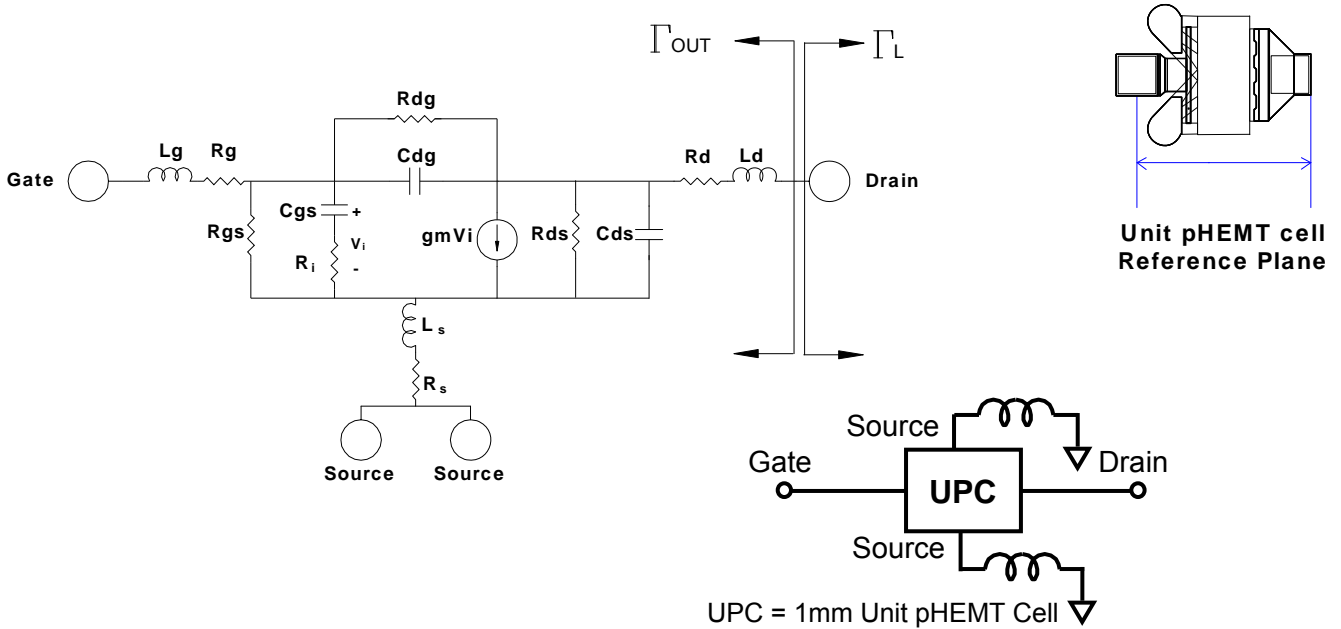 ΓOUT
ΓL
Rdg
Lg
Rg
Cdg
Rd
Ld
Gate
Drain
Cgs
+
Rgs
Vi
gmVi
Rds
Cds
Ri
-
Unit pHEMT cell
Reference Plane
Ls
Rs
Source
Source
Source
Gate
Drain
UPC
Source
UPC = 1mm Unit pHEMT Cell